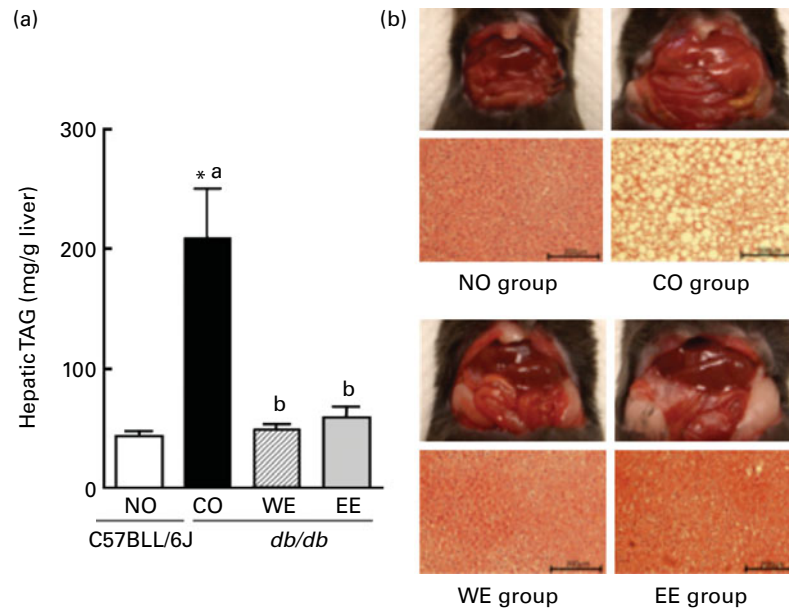 (a)
300
200
100
0
Hepatic TAG (mg/g liver)
* a
b
b
NO CO WE EE
C57BLL/6J db/db
(b)
NO group CO group
WE group EE group